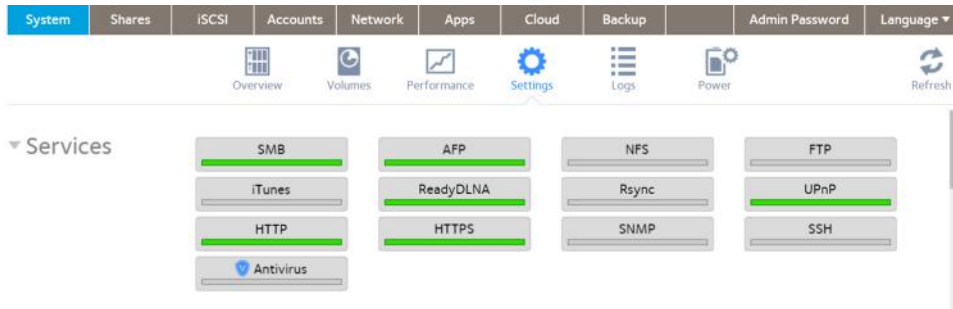 System Shares iSCSI Accounts Network Apps Cloud Backup Admin Password Language
Overview Volumes Performance Settings Logs Power Refresh
Services
SMB AFP NFS FTP
iTunes ReadyDLNA Rsync UPnP
HTTP HTTPS SNMP SSH
Antivirus